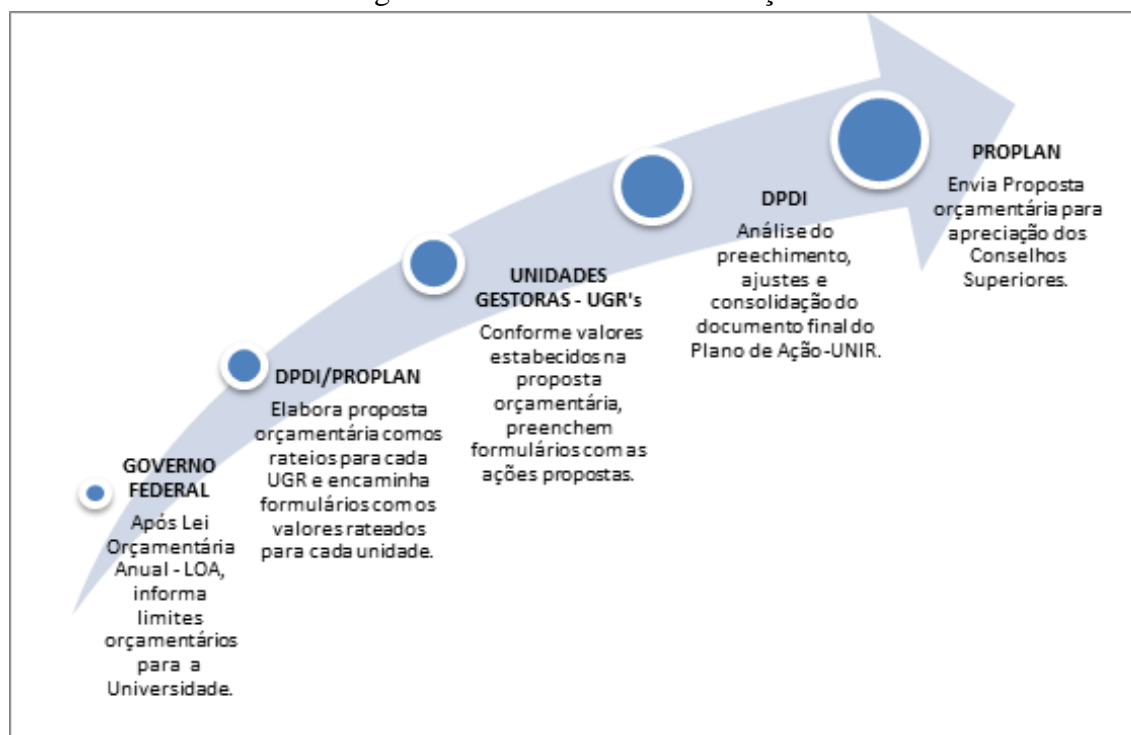 GOVERNO
FEDERAL
Após Lei
Orçamentária
Anual - LOA,
informa
limites
orçamentários
para a
Universidade.
DPDI/PROPLAN
Elabora proposta
orçamentária comos
rateios para cada
UGR e encaminha
formulários com os
valores rateados
para cada unidade.
UNIDADES
GESTORAS - UGR's
Conforme valores
estabecidos na
proposta
orçamentária,
preenchem
formulários com as
ações propostas.
DPDI
Análise do
preechimento,
ajustes e
consolidação do
documento final do
Plano de Ação-UNIR.
PROPLAN
Envia Proposta
orçamentária para
apreciação dos
Conselhos
Superiores.